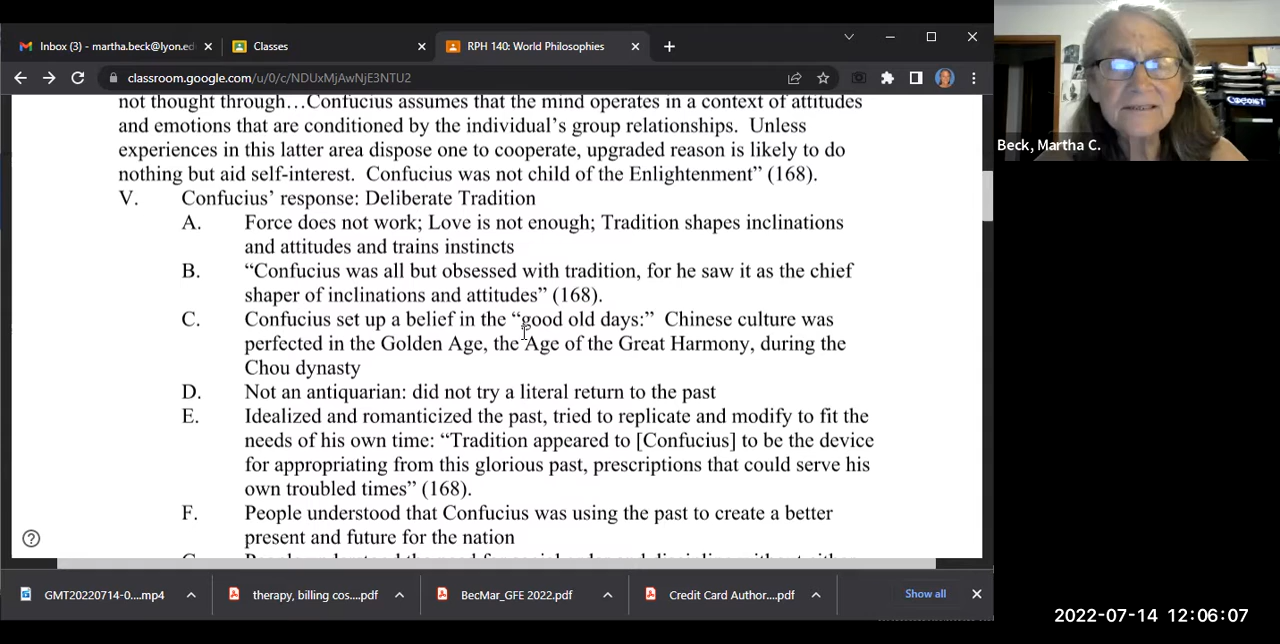 Inbox (3) - martha.beck@lyon.ed
Classes
RPH 140: World Philosophies
classroom.google.com/u/0/c/NDUxMjAwNjE3NTU2
not thought through…Confucius assumes that the mind operates in a context of attitudes
and emotions that are conditioned by the individual's group relationships. Unless
experiences in this latter area dispose one to cooperate, upgraded reason is likely to do
nothing but aid self-interest. Confucius was not child of the Enlightenment" (168).
V. Confucius' response: Deliberate Tradition
A. Force does not work; Love is not enough; Tradition shapes inclinations
and attitudes and trains instincts
B. "Confucius was all but obsessed with tradition, for he saw it as the chief
shaper of inclinations and attitudes" (168).
C. Confucius set up a belief in the "good old days:" Chinese culture was
perfected in the Golden Age, the Age of the Great Harmony, during the
Chou dynasty
D. Not an antiquarian: did not try a literal return to the past
E. Idealized and romanticized the past, tried to replicate and modify to fit the
needs of his own time: "Tradition appeared to [Confucius] to be the device
for appropriating from this glorious past, prescriptions that could serve his
own troubled times" (168).
F. People understood that Confucius was using the past to create a better
present and future for the nation
GMT20220714-0....mp4
therapy, billing cos....pdf
BecMar_GFE 2022.pdf
Credit Card Author....pdf
Show all
Beck, Martha C.
2022-07-14 12:06:07